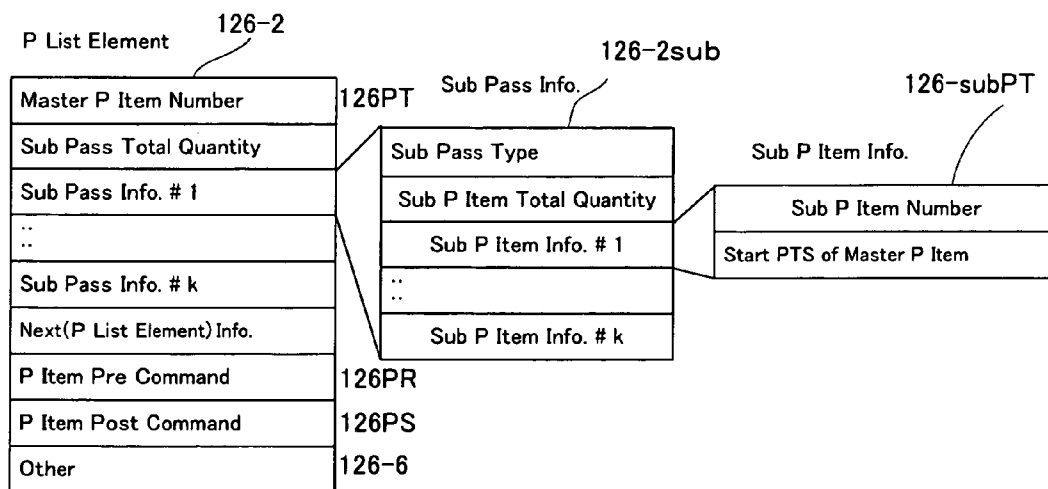 P List Element
126-2
Master P Item Number
126PT
Sub Pass Total Quantity
Sub Pass Info. # 1
:
:
Sub Pass Info. # k
Next(P List Element)Info.
P Item Pre Command
126PR
P Item Post Command
126PS
Other
126-6
Sub Pass Info.
126-2sub
Sub Pass Type
Sub P Item Total Quantity
Sub P Item Info. # 1
:
:
Sub P Item Info. # k
Sub P Item Info.
126-subPT
Sub P Item Number
Start PTS of Master P Item